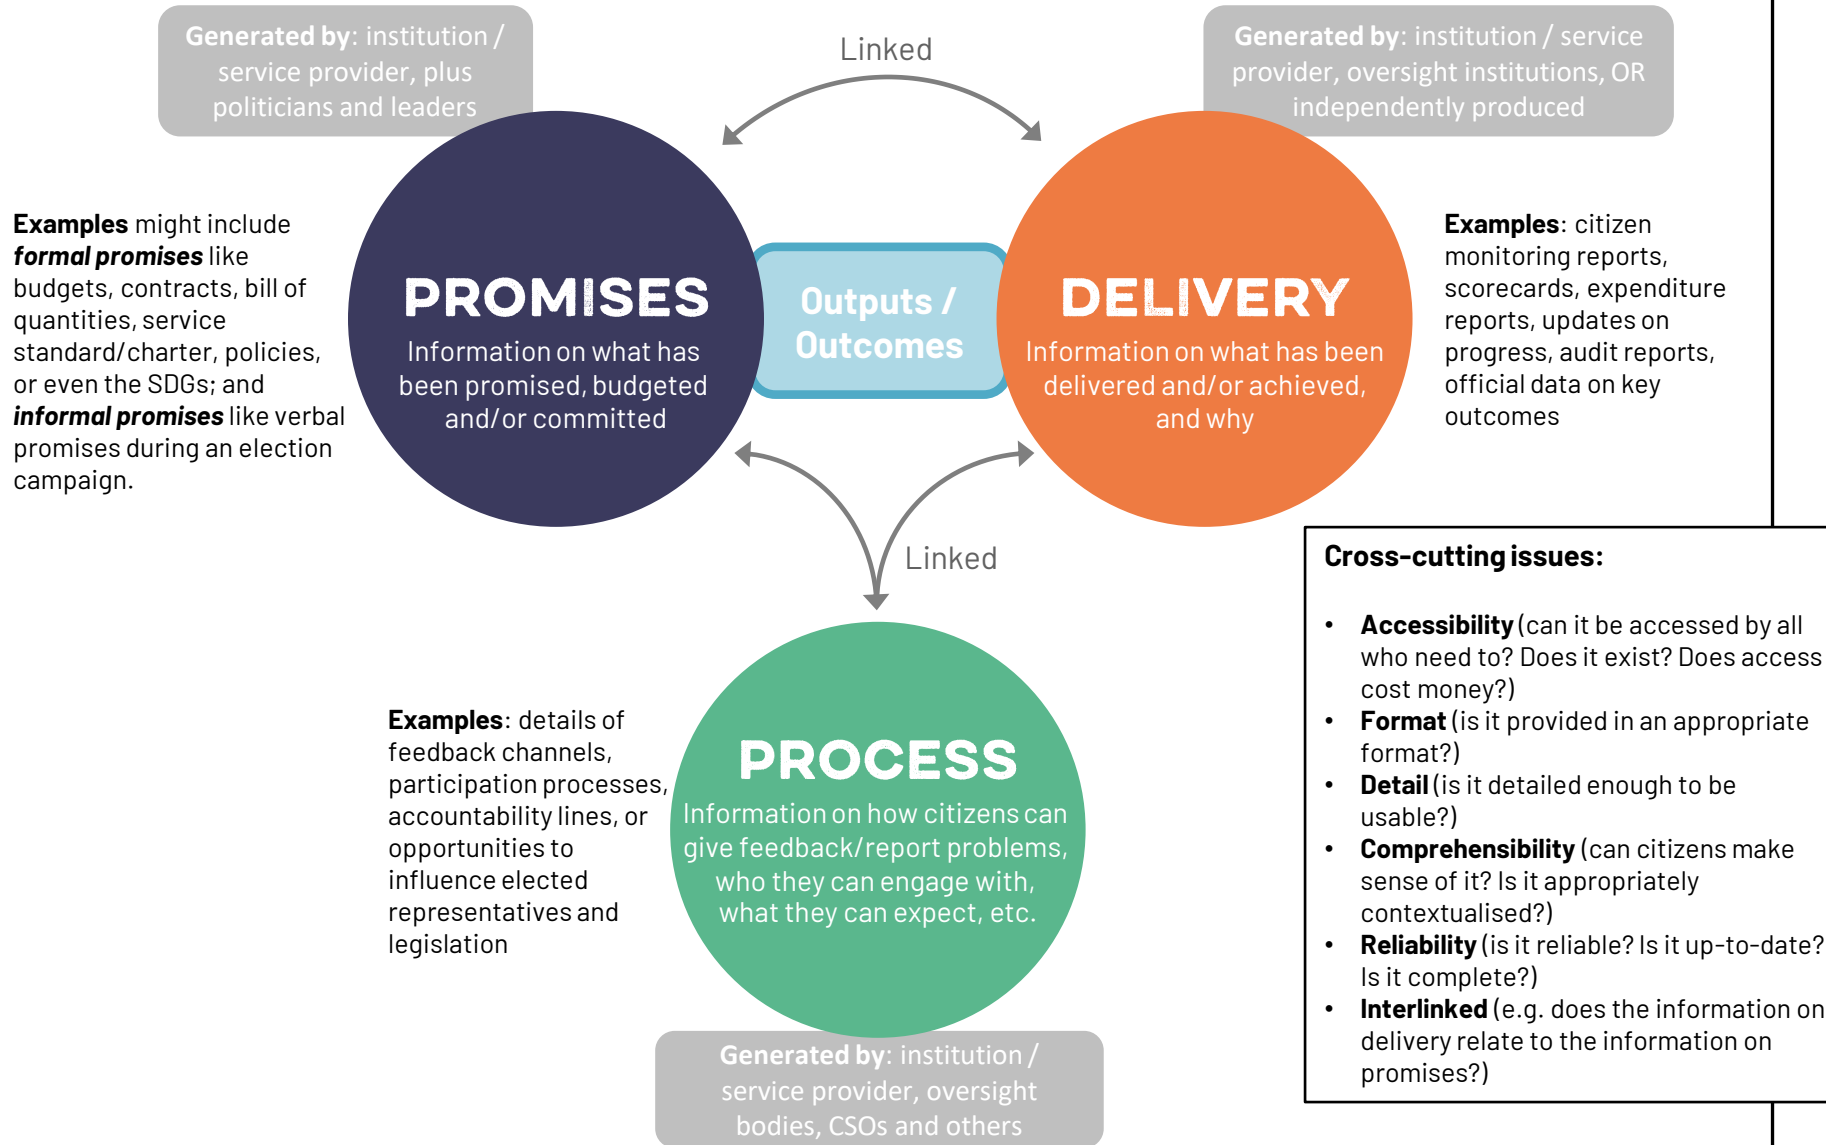 Generated by: institution /
service provider, plus
politicians and leaders
Linked
Generated by: institution / service
provider, oversight institutions, OR
independently produced
Examples might include
formal promises like
budgets, contracts, bill of
quantities, service
standard/charter, policies,
or even the SDGs; and
informal promises like verbal
promises during an election
campaign.
PROMISES
Information on what has
been promised, budgeted
and/or committed
Outputs /
Outcomes
DELIVERY
Information on what has been
delivered and/or achieved,
and why
Examples: citizen
monitoring reports,
scorecards, expenditure
reports, updates on
progress, audit reports,
official data on key
outcomes
Linked
Examples: details of
feedback channels,
participation processes,
accountability lines, or
opportunities to
influence elected
representatives and
legislation
PROCESS
Information on how citizens can
give feedback/report problems,
who they can engage with,
what they can expect, etc.
Generated by: institution /
service provider, oversight
bodies, CSOs and others
Cross-cutting issues:
• Accessibility (can it be accessed by all
who need to? Does it exist? Does access
cost money?)
• Format (is it provided in an appropriate
format?)
• Detail (is it detailed enough to be
usable?)
• Comprehensibility (can citizens make
sense of it? Is it appropriately
contextualised?)
• Reliability (is it reliable? Is it up-to-date?
Is it complete?)
• Interlinked (e.g. does the information on
delivery relate to the information on
promises?)